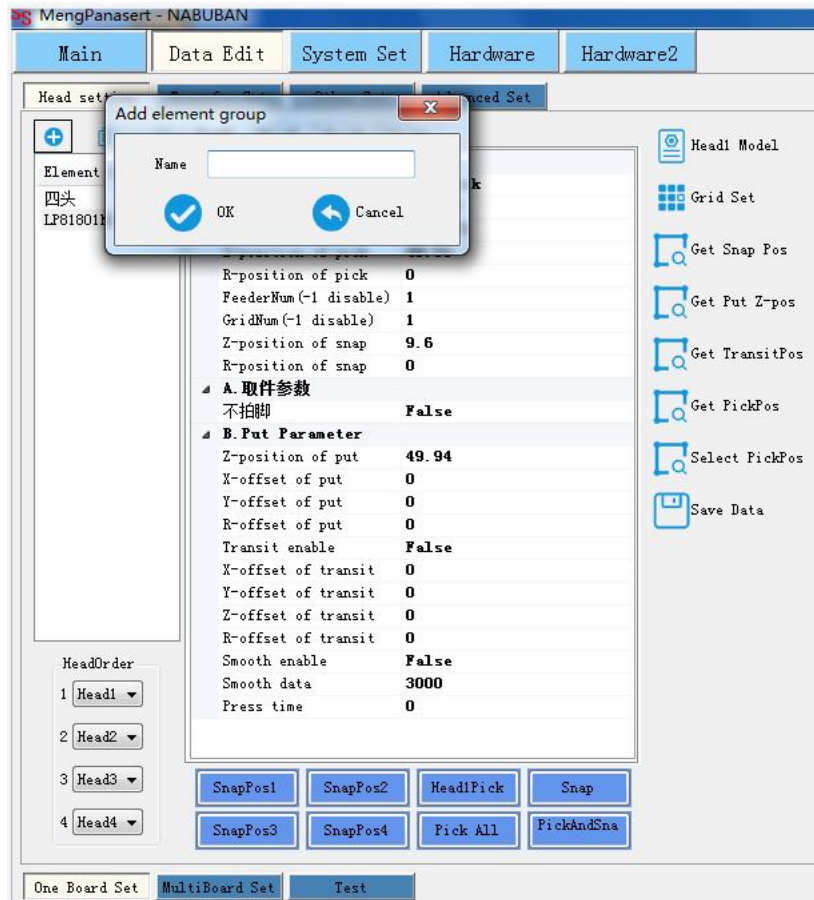 SS MengPanasert - NABUBAN
Main Data Edit System Set Hardware Hardware2
Head set
nced Set
Add element group
Name
OK Cancel
Element
四头
LP81801
k
R-position of pick 0
FeederNum(-1 disable) 1
GridNum(-1 disable) 1
Z-position of snap 9.6
R-position of snap 0
A.取件参数
不拍脚 False
B.Put Parameter
Z-position of put 49.94
X-offset of put 0
Y-offset of put 0
R-offset of put 0
Transit enable False
X-offset of transit 0
Y-offset of transit 0
Z-offset of transit 0
R-offset of transit 0
Smooth enable False
Smooth data 3000
Press time 0
Head1 Model
Grid Set
Get Snap Pos
Get Put Z-pos
Get TransitPos
Get PickPos
Select PickPos
Save Data
HeadOrder
1 Head1
2 Head2
3 Head3
4 Head4
SnapPos1 SnapPos2 Head1Pick Snap
SnapPos3 SnapPos4 Pick All PickAndSna
One Board Set MultiBoard Set Test